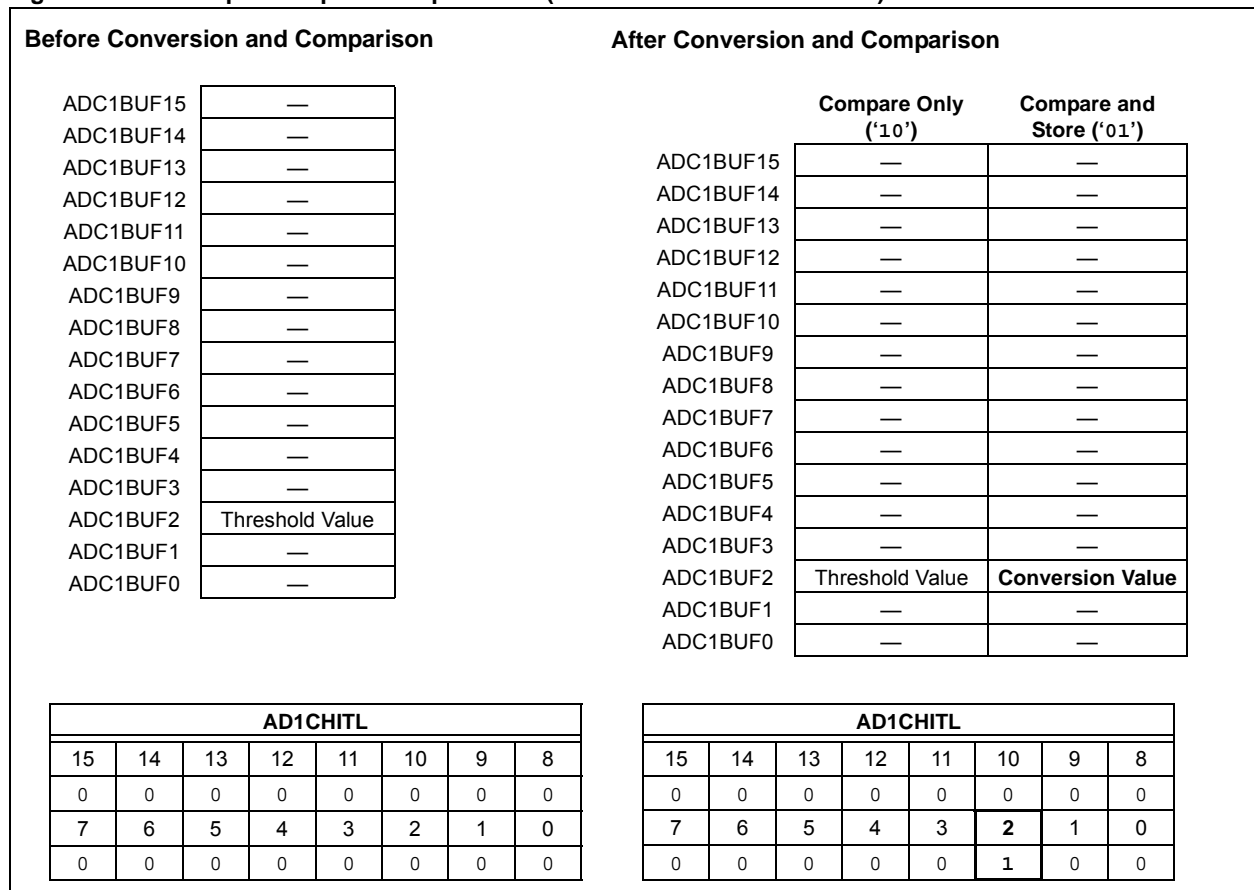 Before Conversion and Comparison
ADC1BUF15 —
ADC1BUF14 —
ADC1BUF13 —
ADC1BUF12 —
ADC1BUF11 —
ADC1BUF10 —
ADC1BUF9 —
ADC1BUF8 —
ADC1BUF7 —
ADC1BUF6 —
ADC1BUF5 —
ADC1BUF4 —
ADC1BUF3 —
ADC1BUF2 Threshold Value
ADC1BUF1 —
ADC1BUF0 —
After Conversion and Comparison
Compare Only Compare and
('10') Store ('01')
ADC1BUF15 — —
ADC1BUF14 — —
ADC1BUF13 — —
ADC1BUF12 — —
ADC1BUF11 — —
ADC1BUF10 — —
ADC1BUF9 — —
ADC1BUF8 — —
ADC1BUF7 — —
ADC1BUF6 — —
ADC1BUF5 — —
ADC1BUF4 — —
ADC1BUF3 — —
ADC1BUF2 Threshold Value Conversion Value
ADC1BUF1 — —
ADC1BUF0 — —
AD1CHITL
15 14 13 12 11 10 9 8
0 0 0 0 0 0 0 0
7 6 5 4 3 2 1 0
0 0 0 0 0 0 0 0
AD1CHITL
15 14 13 12 11 10 9 8
0 0 0 0 0 0 0 0
7 6 5 4 3 2 1 0
0 0 0 0 0 1 0 0